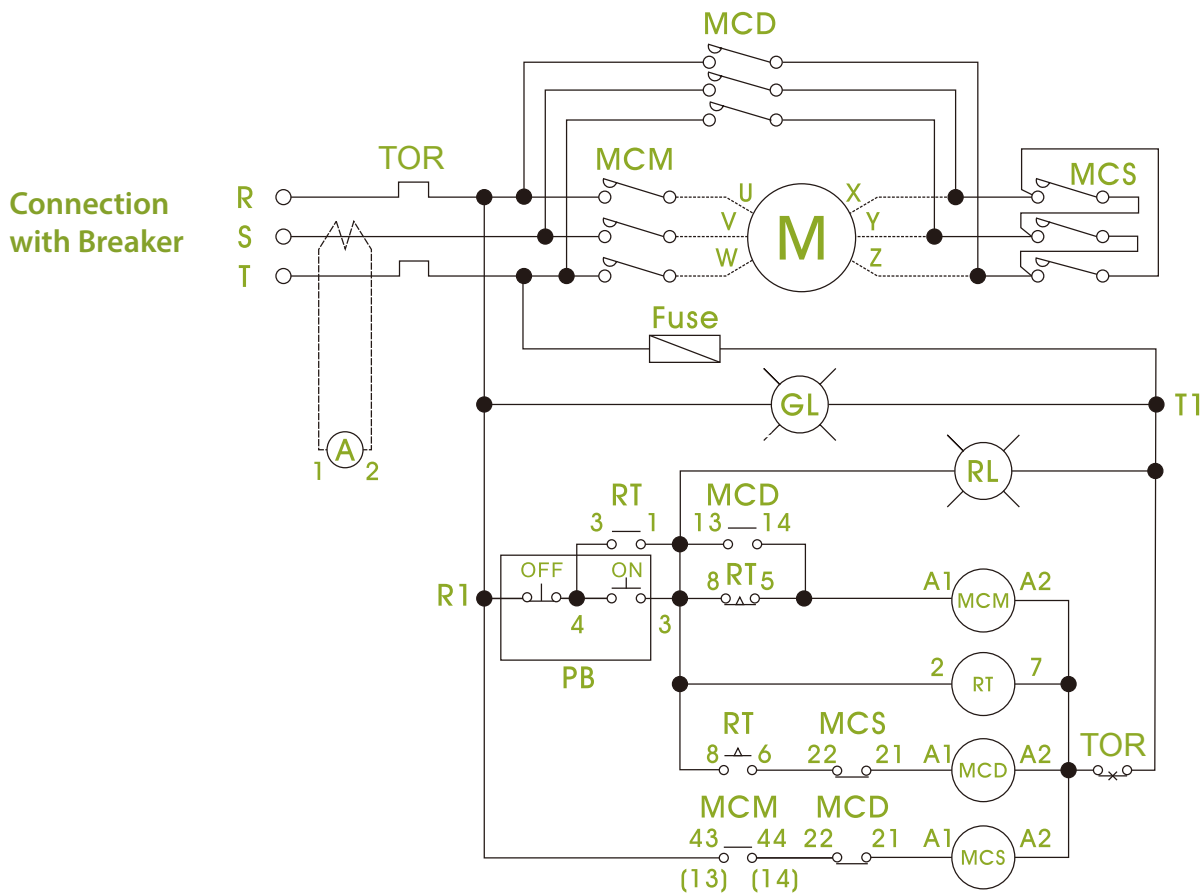 MCD
TOR
MCM
MCS
Connection
with Breaker
R
S
T
U
V
W
M
X
Y
Z
Fuse
GL
T1
A
1
2
RL
RT
MCD
3
1
13
14
OFF
ON
8
RT
5
A1
MCM
A2
R1
4
3
PB
2
RT
7
RT
MCS
8
6
22
21
A1
MCD
A2
TOR
MCM
MCD
43
44
22
21
A1
MCS
A2
(13)
(14)